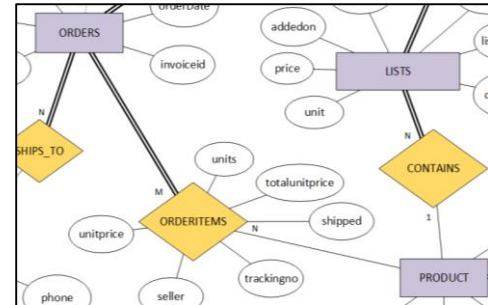 orderDate
ORDERS
addedon
invoiceid
price
LISTS
unit
N
SHIPS_TO
N
units
CONTAINS
M
totalunitprice
1
unitprice
ORDERITEMS
shipped
N
trackingno
seller
PRODUCT
phone